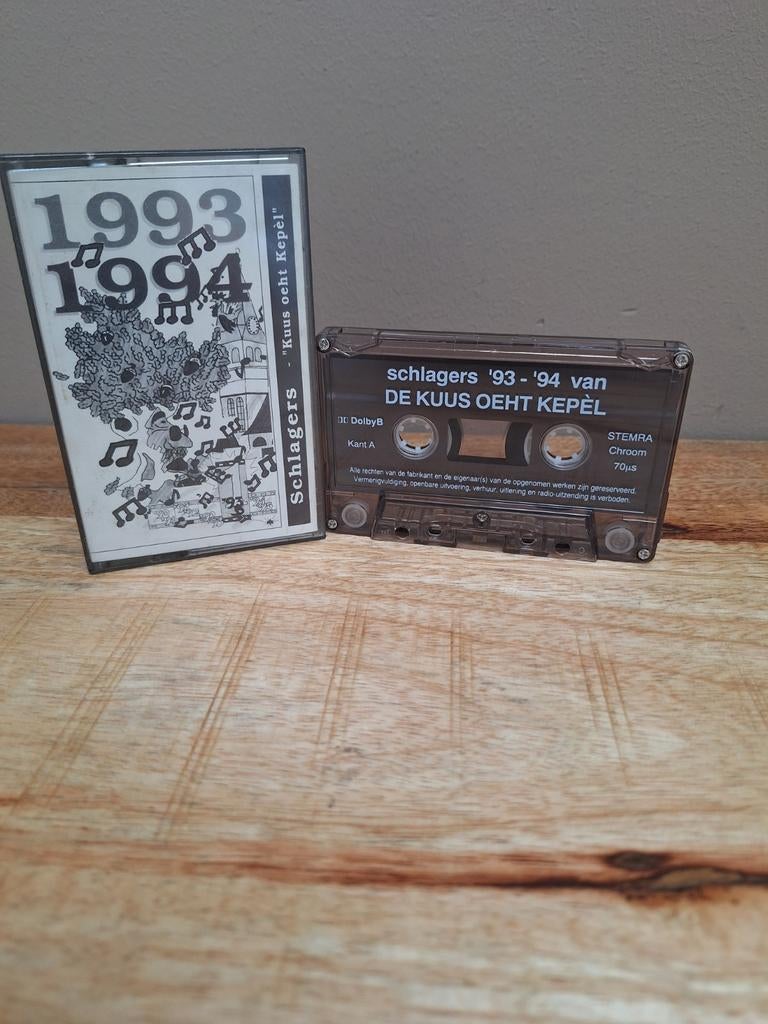 1993
1994
Schlagers - "Kuus oeht Kepèl"
'93
schlagers '93 - '94 van
DE KUUS OEHT KEPÈL
DolbyB
Kant A
STEMRA
Chroom
70µs
Alle rechten van de fabrikant en de eigenaar(s) van de opgenomen werken zijn gereserveerd.
Vermenigvuldiging, openbare uitvoering, verhuur, uitlening en radio-uitzending is verboden.